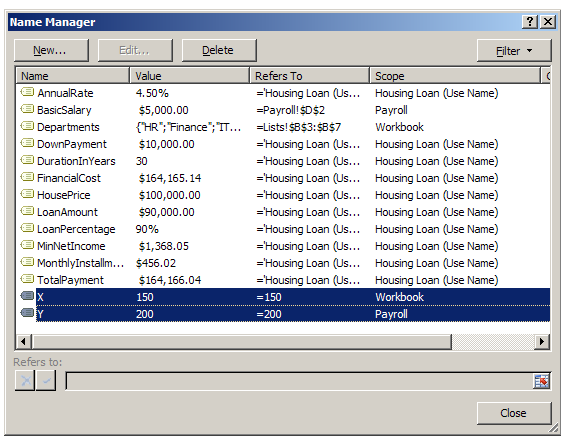 Name Manager
New... Edit... Delete Filter
Name Value Refers To Scope
AnnualRate 4.50% ='Housing Loan (Us... Housing Loan (Use Name)
BasicSalary $5,000.00 =Payroll!$D$2 Payroll
Departments {"HR";"Finance";"IT... =Lists!$B$3:$B$7 Workbook
DownPayment $10,000.00 ='Housing Loan (Us... Housing Loan (Use Name)
DurationInYears 30 ='Housing Loan (Us... Housing Loan (Use Name)
FinancialCost $164,165.14 ='Housing Loan (Us... Housing Loan (Use Name)
HousePrice $100,000.00 ='Housing Loan (Us... Housing Loan (Use Name)
LoanAmount $90,000.00 ='Housing Loan (Us... Housing Loan (Use Name)
LoanPercentage 90% ='Housing Loan (Us... Housing Loan (Use Name)
MinNetIncome $1,368.05 ='Housing Loan (Us... Housing Loan (Use Name)
MonthlyInstallm... $456.02 ='Housing Loan (Us... Housing Loan (Use Name)
TotalPayment $164,166.04 ='Housing Loan (Us... Housing Loan (Use Name)
X 150 =150 Workbook
Y 200 =200 Payroll
Refers to:
Close